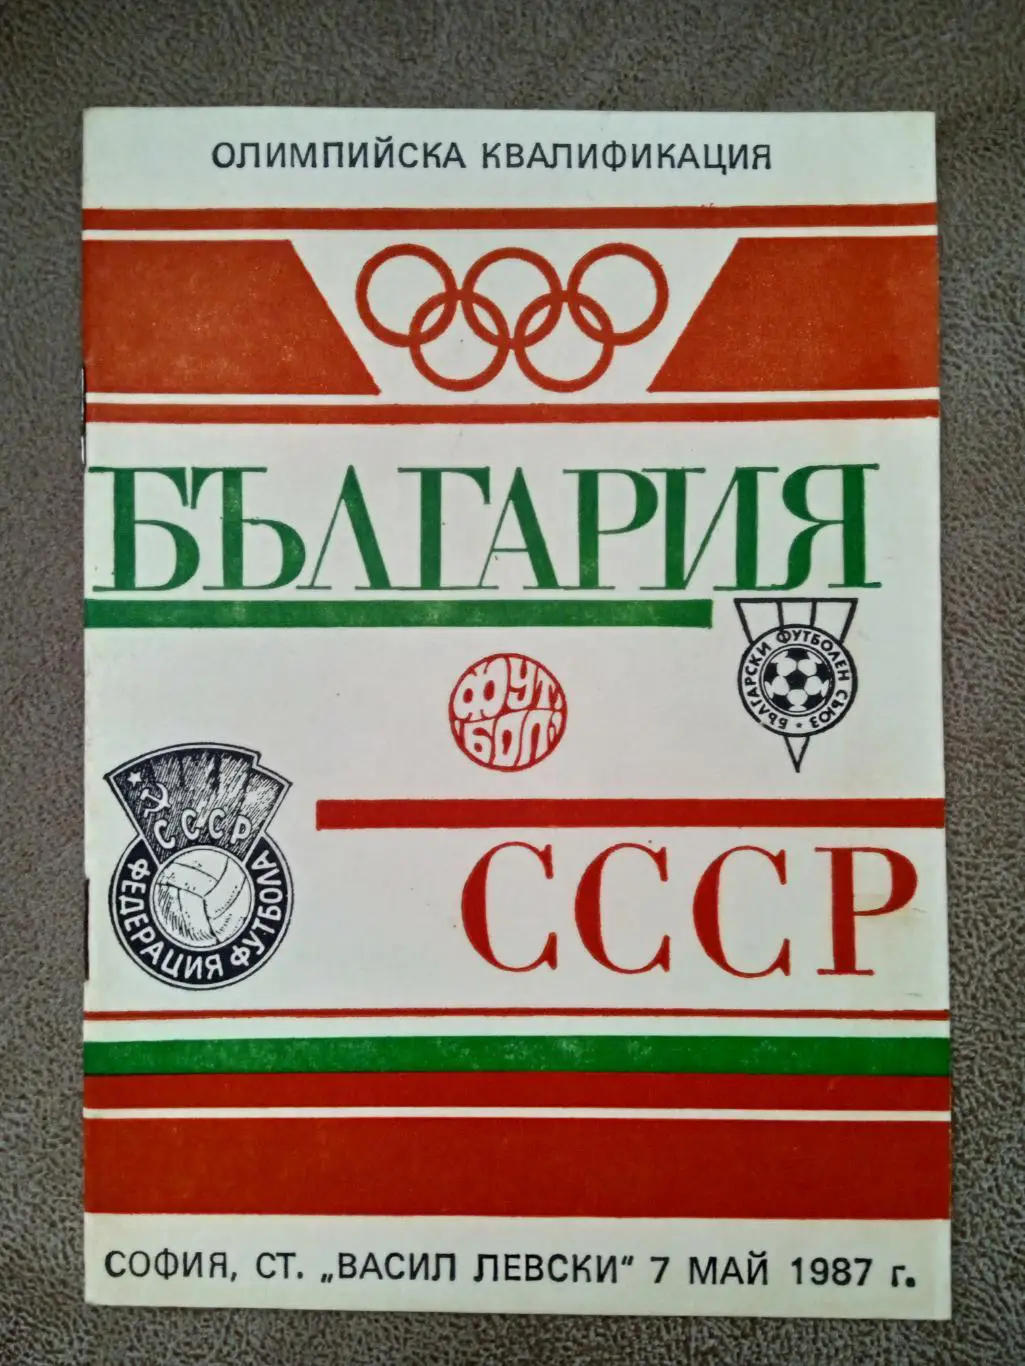 ОЛИМПИЙСКА КВАЛИФИКАЦИЯ
БЪЛГАРИЯ
БЪЛГАРСКИ ФУТБОЛЕН СЪЮЗ
ФУТ
БОЛ
СССР
ФЕДЕРАЦИЯ ФУТБОЛА
СССР
СОФИЯ, СТ. „ВАСИЛ ЛЕВСКИ" 7 МАЙ 1987 г.